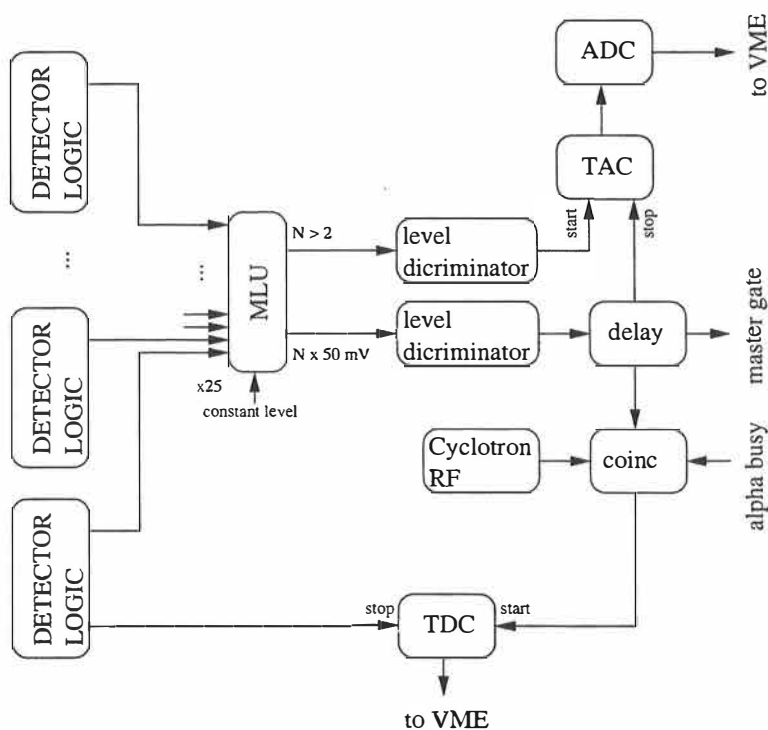 ADC
to VME
DETECTOR
LOGIC
TAC
start
stop
N > 2
level
dicriminator
...
...
MLU
DETECTOR
LOGIC
N x 50 mV
level
dicriminator
delay
master gate
x25
constant level
Cyclotron
RF
coinc
alpha busy
DETECTOR
LOGIC
stop
TDC
start
to VME